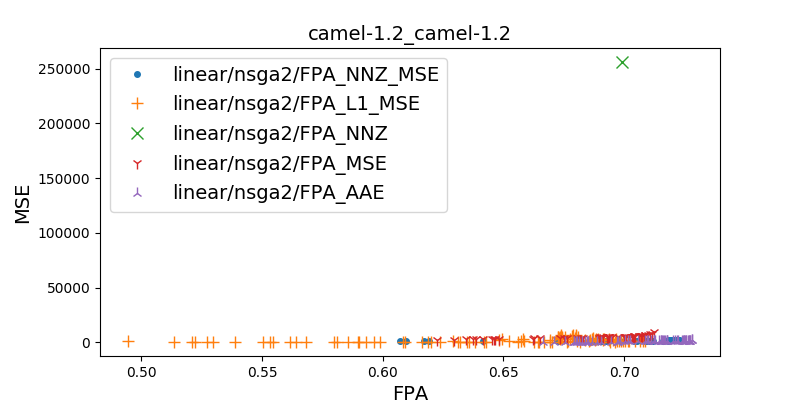 camel-1.2_camel-1.2
250000
200000
150000
100000
50000
0
MSE
linear/nsga2/FPA_NNZ_MSE
linear/nsga2/FPA_L1_MSE
linear/nsga2/FPA_NNZ
linear/nsga2/FPA_MSE
linear/nsga2/FPA_AAE
0.50
0.55
0.60
0.65
0.70
FPA